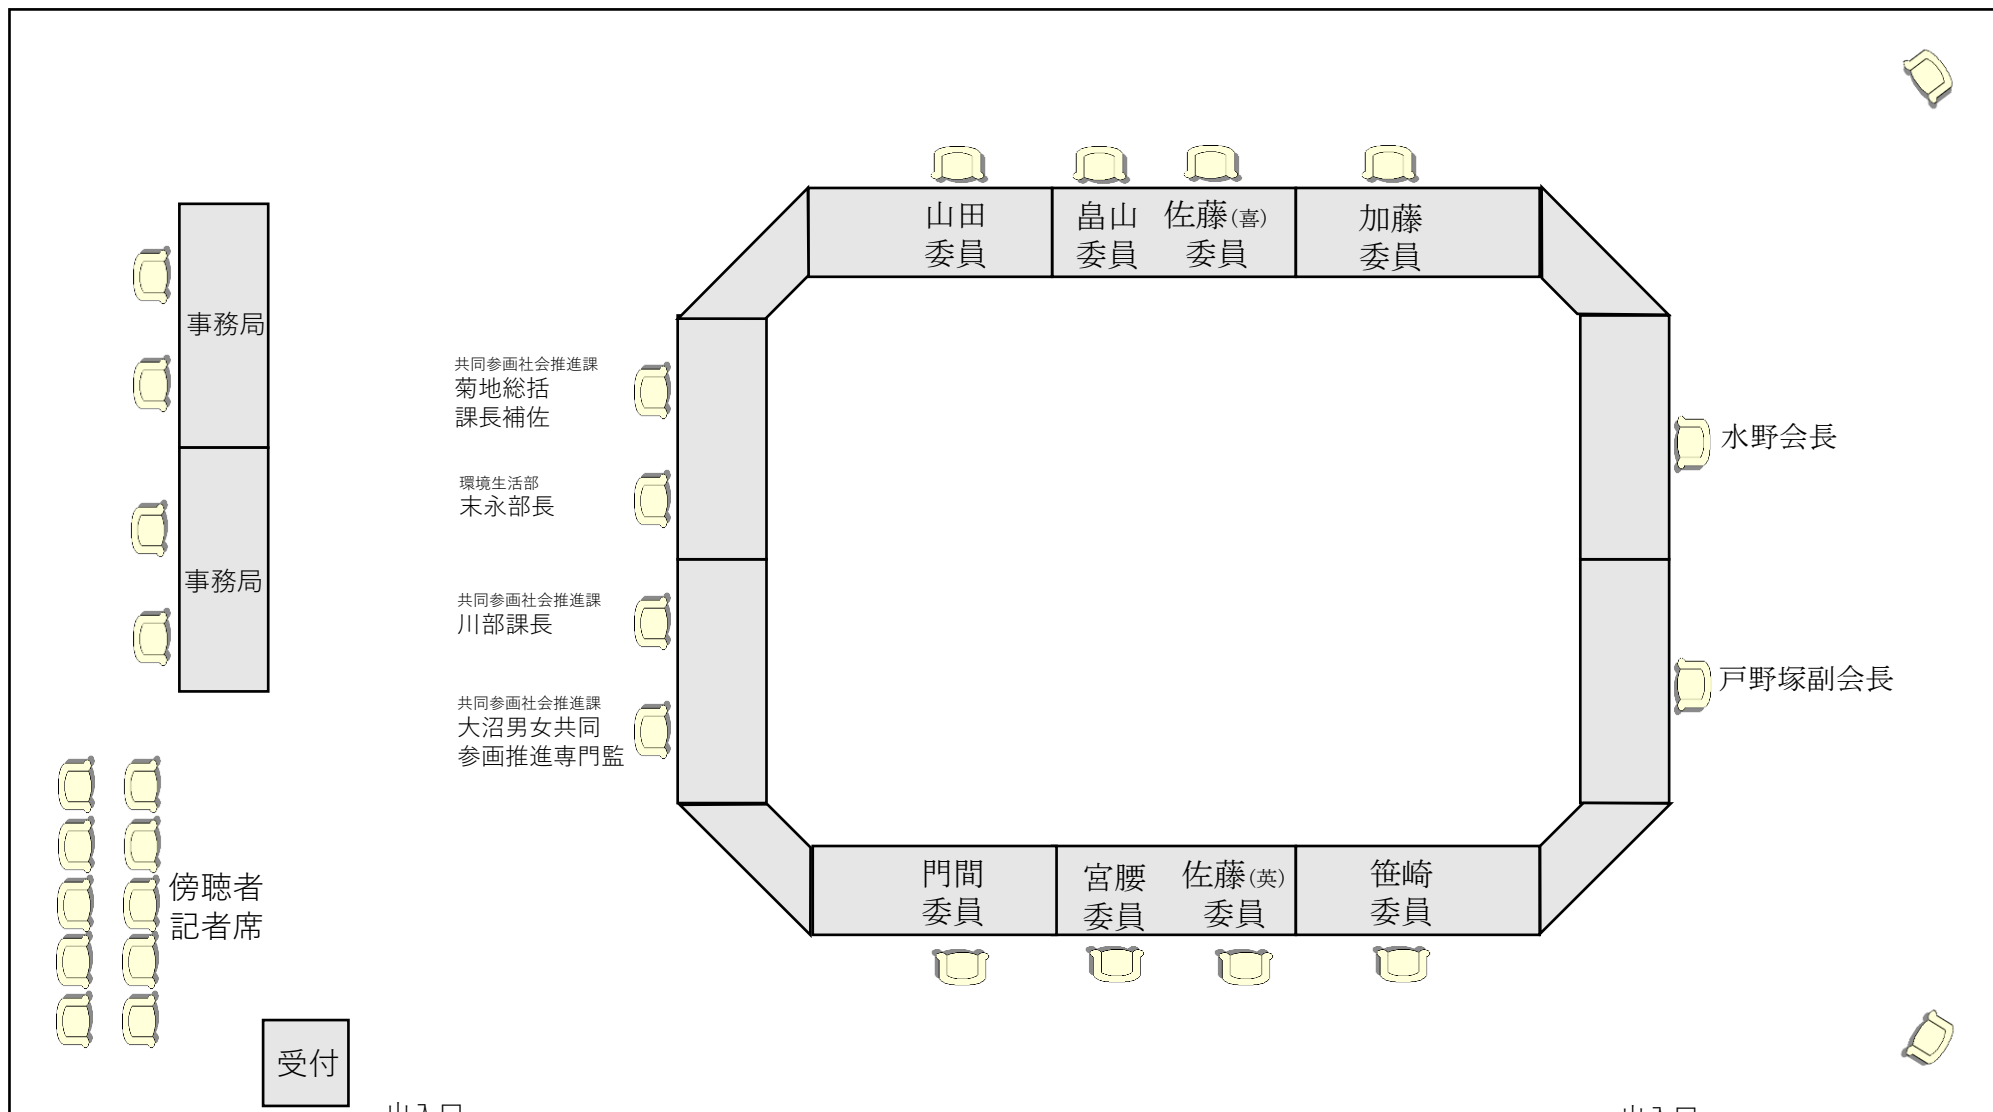 山田
委員
畠山
委員
佐藤(喜)
委員
加藤
委員
事務局
事務局
共同参画社会推進課
菊地総括
課長補佐
環境生活部
末永部長
共同参画社会推進課
川部課長
共同参画社会推進課
大沼男女共同
参画推進専門監
水野会長
戸野塚副会長
門間
委員
宮腰
委員
佐藤(英)
委員
笹崎
委員
傍聴者
記者席
受付
出入口
出入口